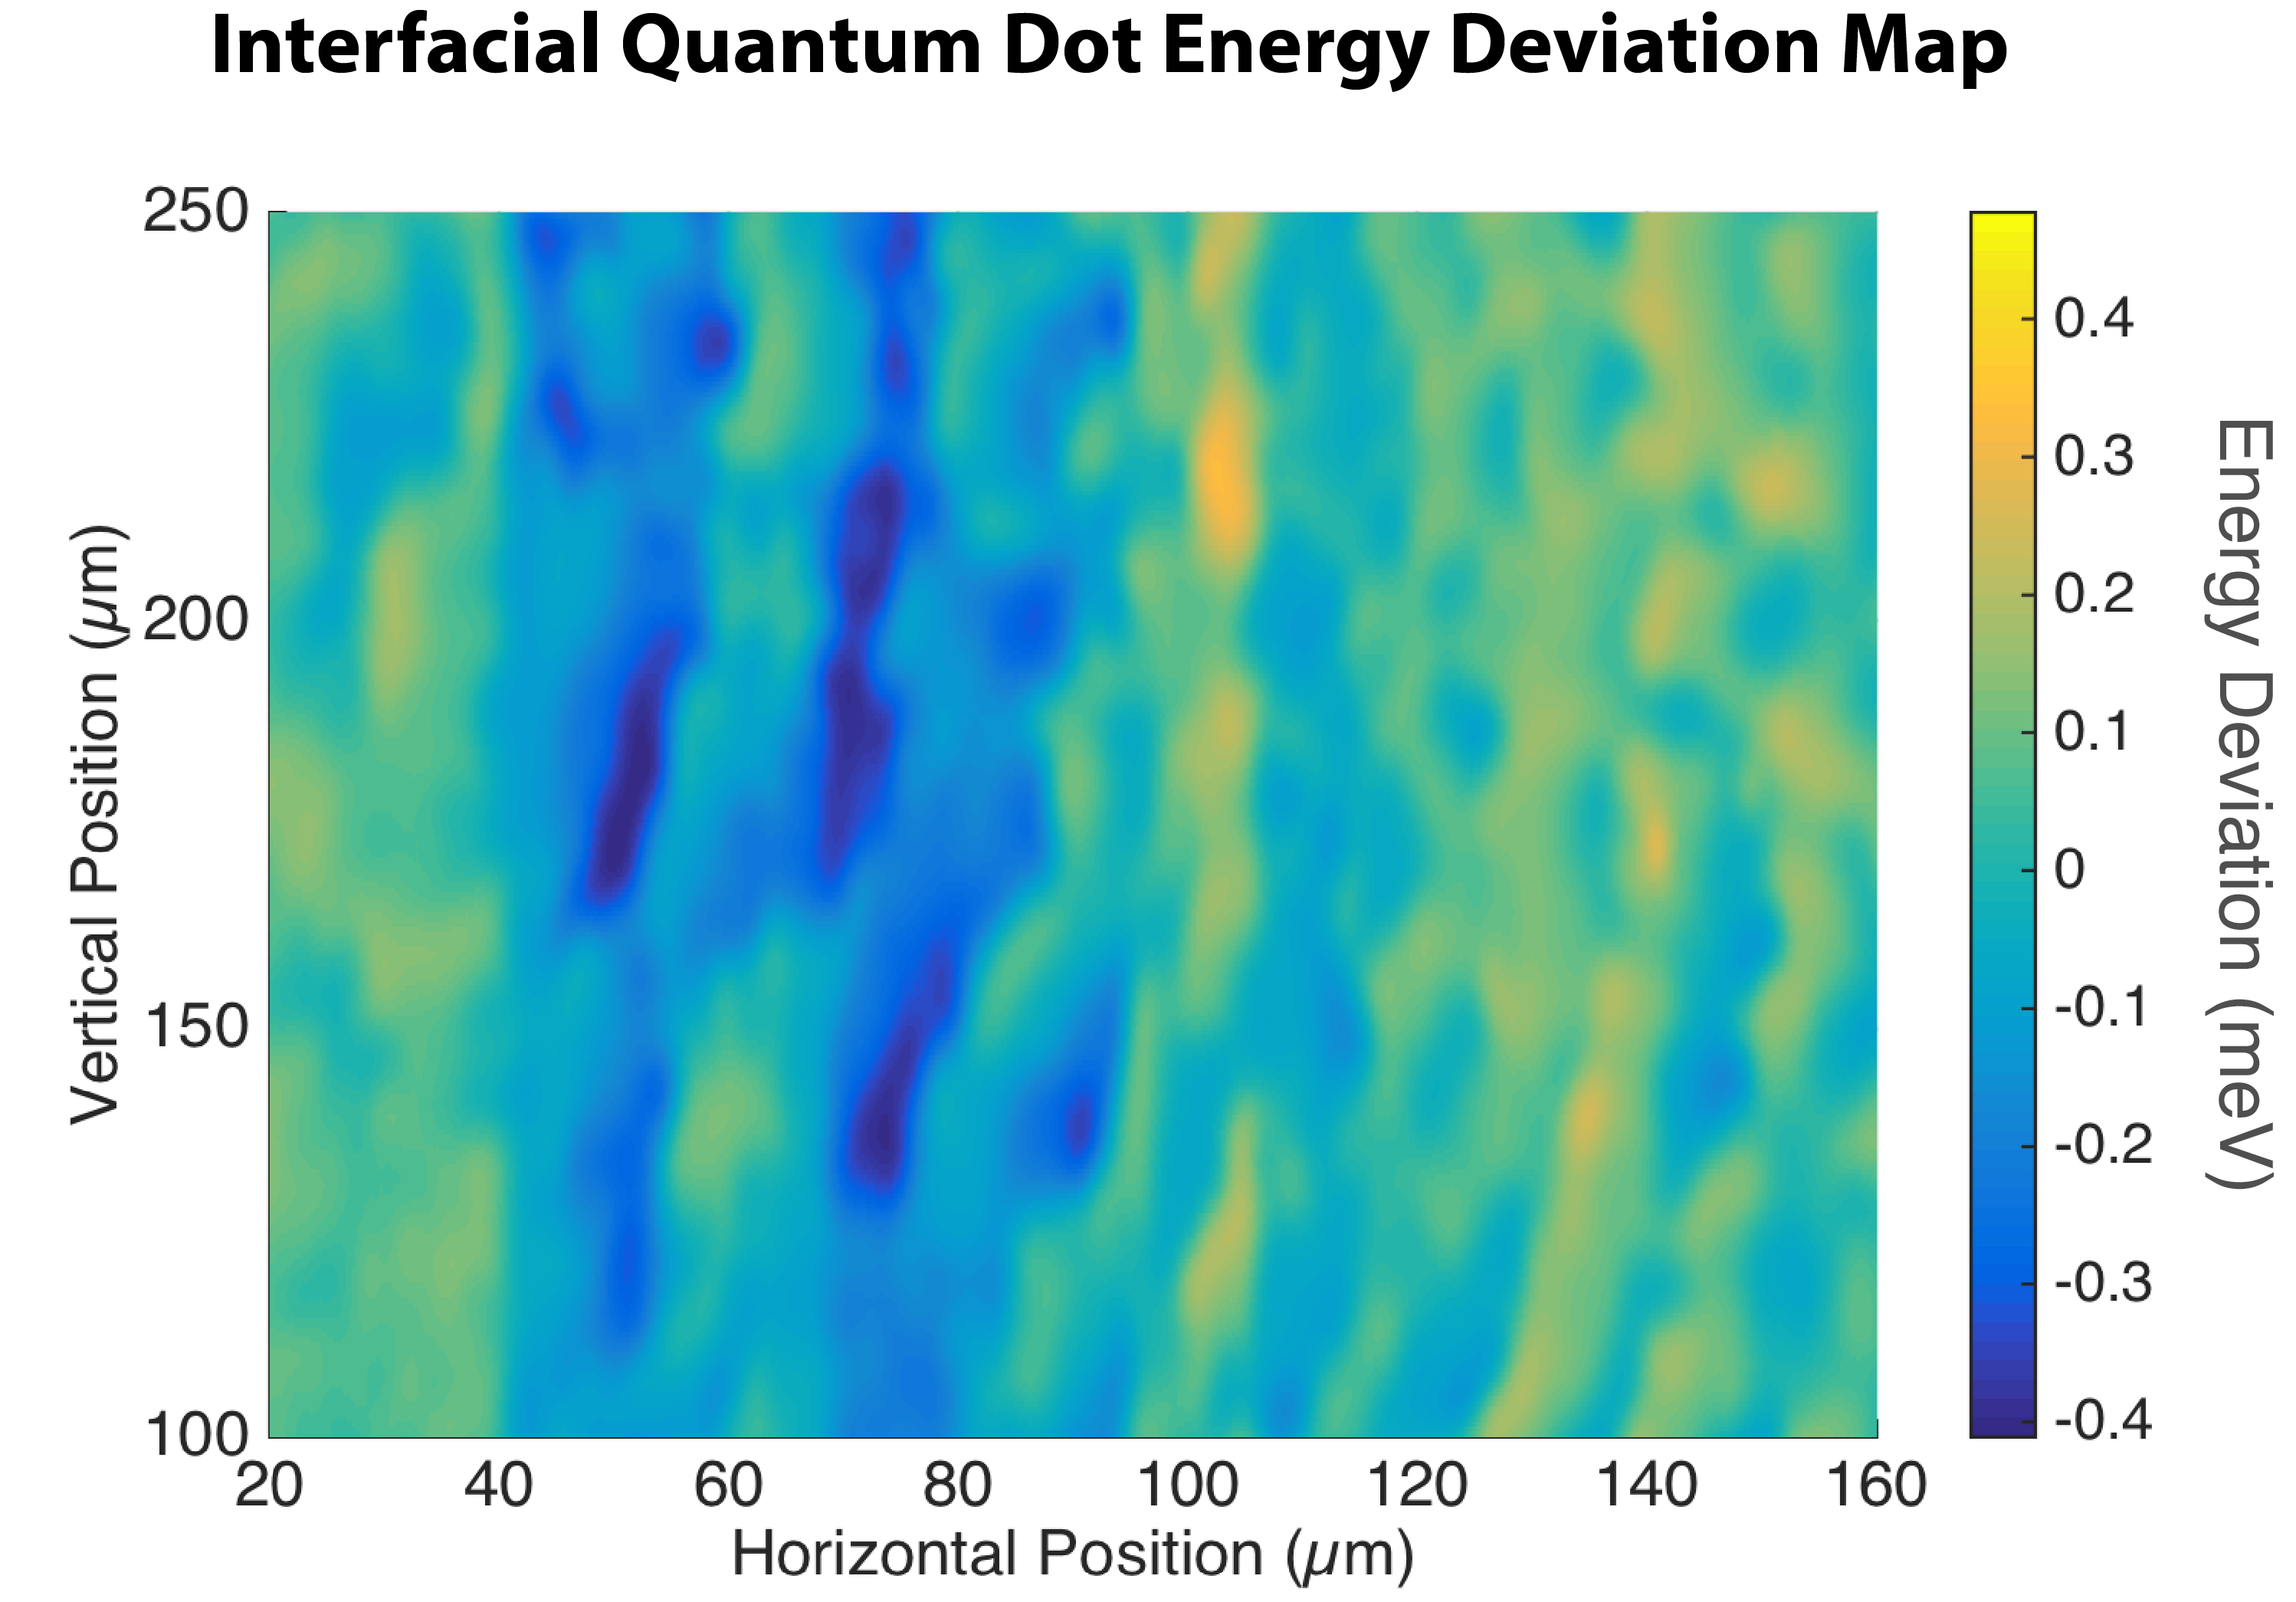 Interfacial Quantum Dot Energy Deviation Map
250
200
150
100
Vertical Position (μm)
20 40 60 80 100 120 140 160
Horizontal Position (μm)
0.4
0.3
0.2
0.1
0
-0.1
-0.2
-0.3
-0.4
Energy Deviation (meV)